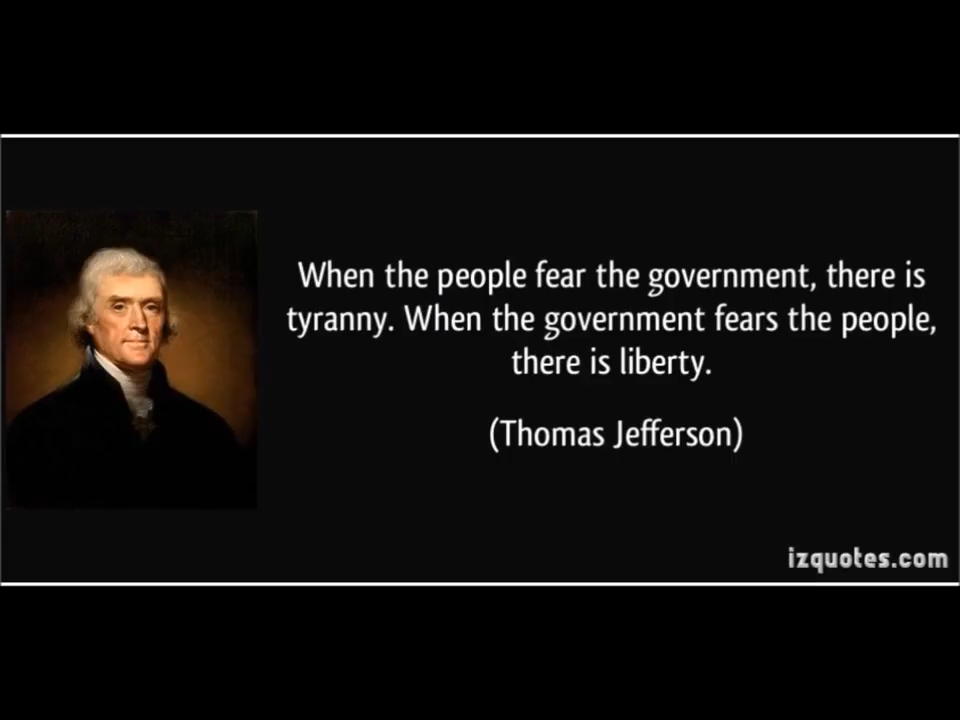 When the people fear the government, there is
tyranny. When the government fears the people,
there is liberty.
(Thomas Jefferson)
izquotes.com